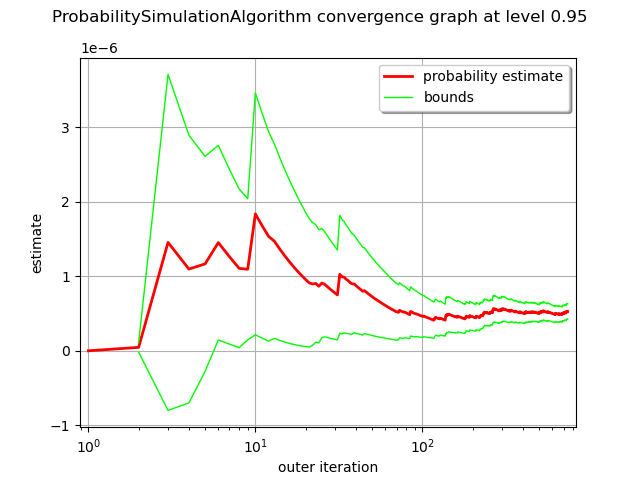 ProbabilitySimulationAlgorithm convergence graph at level 0.95
1e−6
probability estimate
bounds
3
2
1
0
−1
estimate
10⁰
10¹
10²
outer iteration